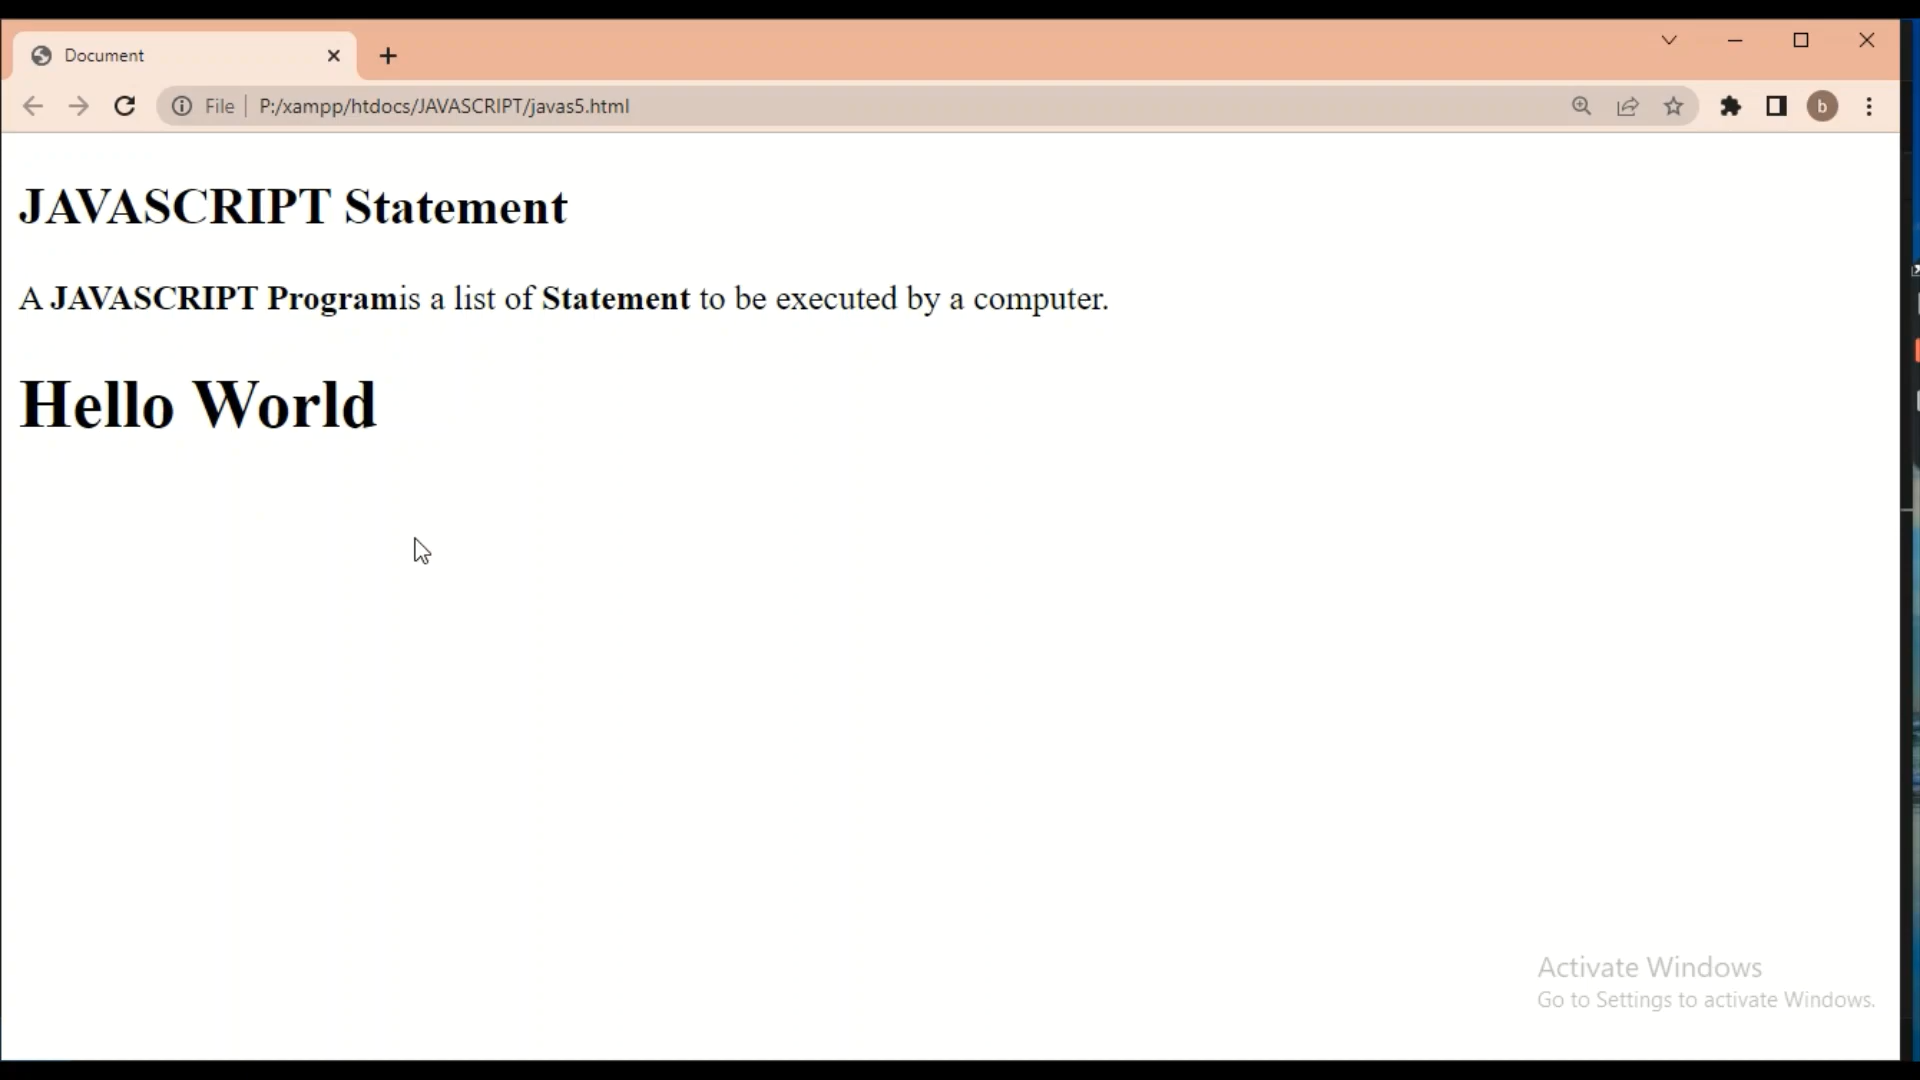 Document
File P:/xampp/htdocs/JAVASCRIPT/javas5.html
b
JAVASCRIPT Statement
A JAVASCRIPT Programis a list of Statement to be executed by a computer.
Hello World
Activate Windows
Go to Settings to activate Windows.